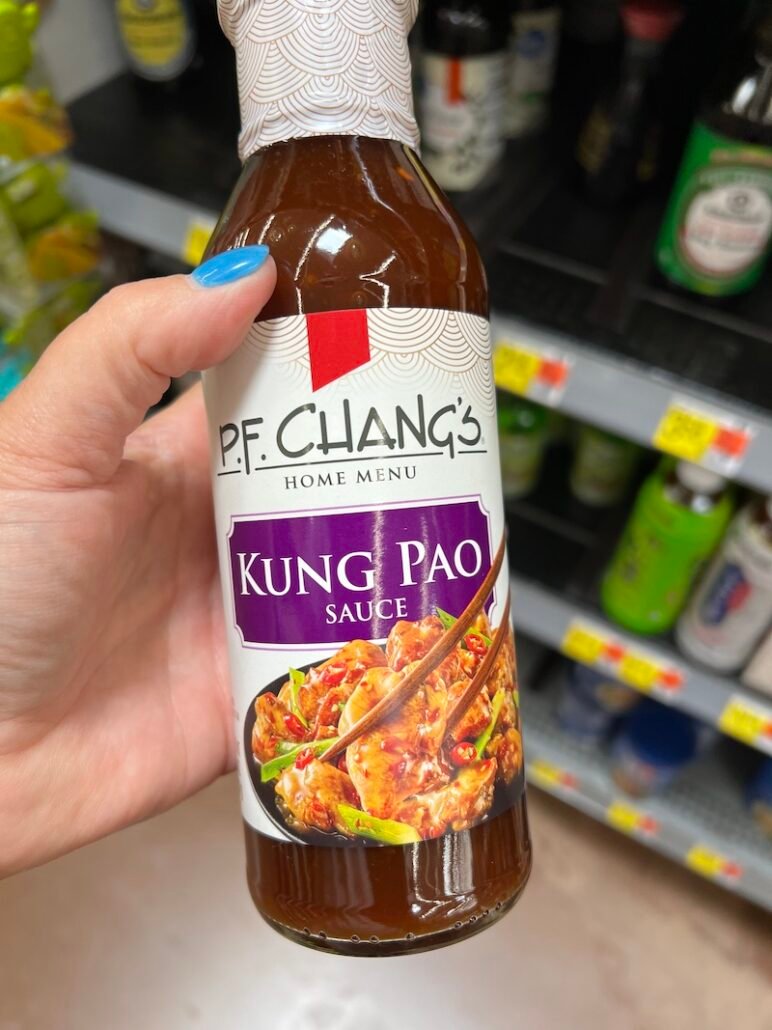 P.F. CHANG'S
HOME MENU
KUNG PAO
SAUCE